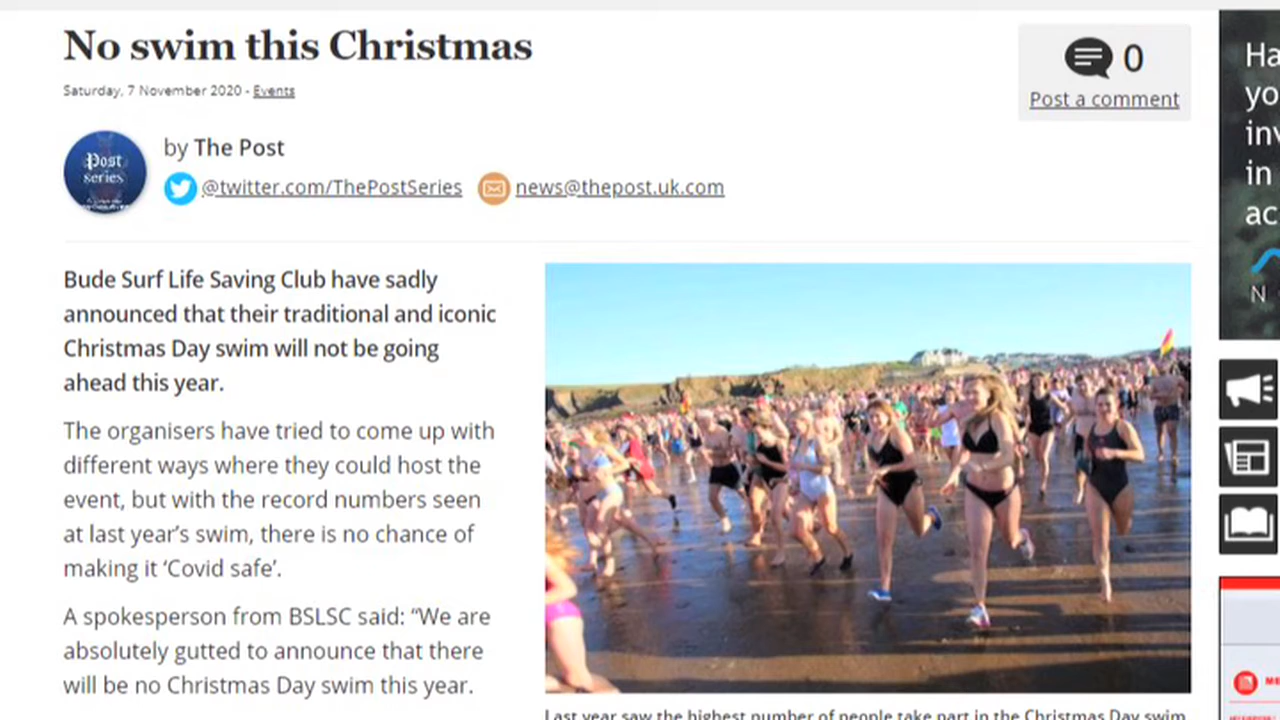 No swim this Christmas
Saturday, 7 November 2020 - Events
0
Post a comment
Post
series
by The Post
@twitter.com/ThePostSeries
news@thepost.uk.com
Bude Surf Life Saving Club have sadly
announced that their traditional and iconic
Christmas Day swim will not be going
ahead this year.
The organisers have tried to come up with
different ways where they could host the
event, but with the record numbers seen
at last year’s swim, there is no chance of
making it ‘Covid safe’.
A spokesperson from BSLSC said: “We are
absolutely gutted to announce that there
will be no Christmas Day swim this year.
Last year saw the highest number of people take part in the Christmas Day swim
Ha
yo
inv
in
ac
N
ME